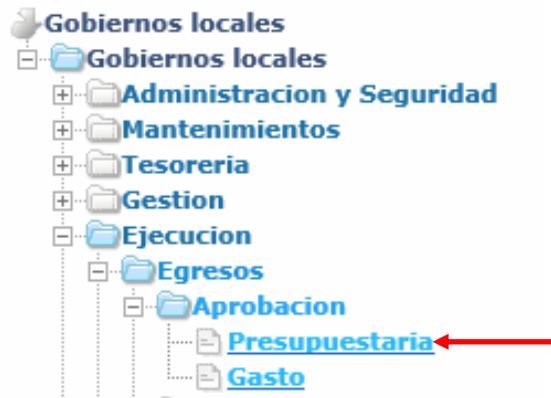 Gobiernos locales
Gobiernos locales
Administracion y Seguridad
Mantenimientos
Tesoreria
Gestion
Ejecucion
Egresos
Aprobacion
Presupuestaria
Gasto